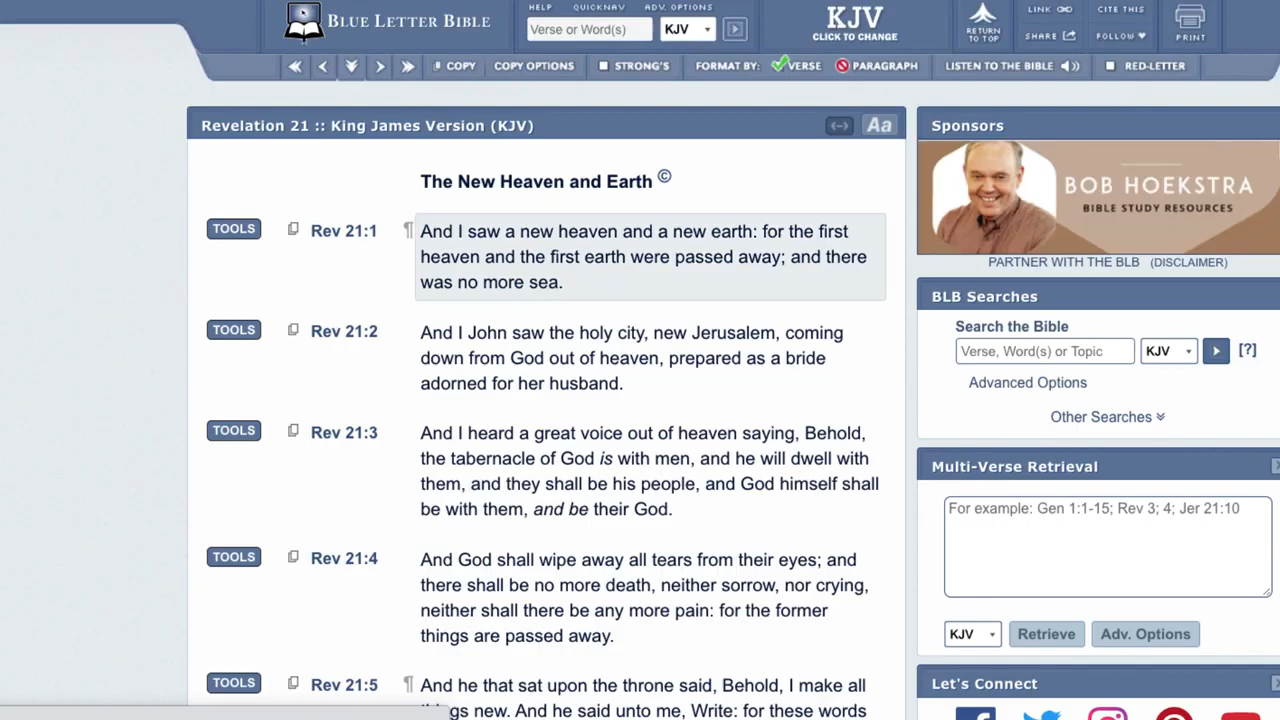 BLUE LETTER BIBLE
HELP QUICKNAV ADV. OPTIONS
Verse or Word(s) KJV
KJV
CLICK TO CHANGE
RETURN
TO TOP
LINK CITE THIS
SHARE FOLLOW
PRINT
COPY COPY OPTIONS STRONG'S FORMAT BY: VERSE PARAGRAPH LISTEN TO THE BIBLE RED-LETTER
Revelation 21 :: King James Version (KJV) Aa
The New Heaven and Earth ©
TOOLS Rev 21:1 ¶ And I saw a new heaven and a new earth: for the first
heaven and the first earth were passed away; and there
was no more sea.
TOOLS Rev 21:2 And I John saw the holy city, new Jerusalem, coming
down from God out of heaven, prepared as a bride
adorned for her husband.
TOOLS Rev 21:3 And I heard a great voice out of heaven saying, Behold,
the tabernacle of God is with men, and he will dwell with
them, and they shall be his people, and God himself shall
be with them, and be their God.
TOOLS Rev 21:4 And God shall wipe away all tears from their eyes; and
there shall be no more death, neither sorrow, nor crying,
neither shall there be any more pain: for the former
things are passed away.
TOOLS Rev 21:5 ¶ And he that sat upon the throne said, Behold, I make all
things new. And he said unto me, Write: for these words
Sponsors
BOB HOEKSTRA
BIBLE STUDY RESOURCES
PARTNER WITH THE BLB (DISCLAIMER)
BLB Searches
Search the Bible
Verse, Word(s) or Topic KJV [?]
Advanced Options
Other Searches
Multi-Verse Retrieval
For example: Gen 1:1-15; Rev 3; 4; Jer 21:10
KJV Retrieve Adv. Options
Let's Connect